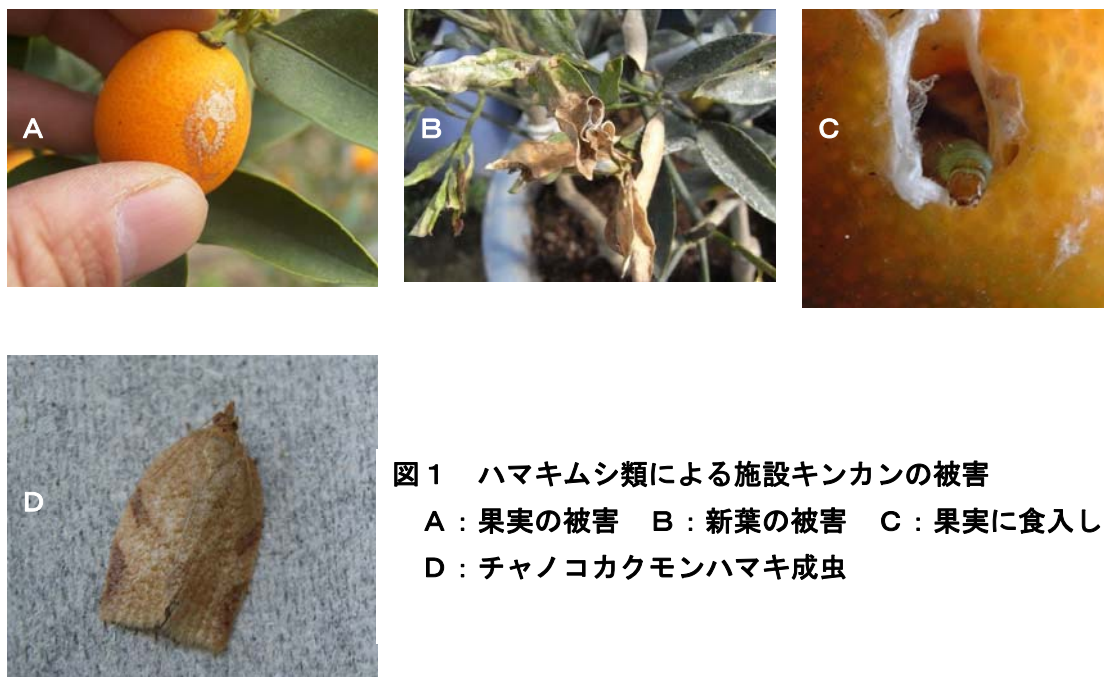 A
B
C
D
図1 ハマキムシ類による施設キンカンの被害
A:果実の被害 B:新葉の被害 C:果実に食入し
D:チャノコカクモンハマキ成虫